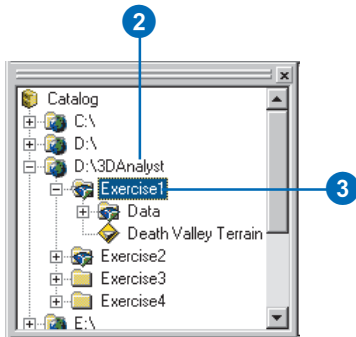 2
Catalog
C:\
D:\
D:\3DAnalyst
Exercise1
3
Data
Death Valley Terrain
Exercise2
Exercise3
Exercise4
E:\